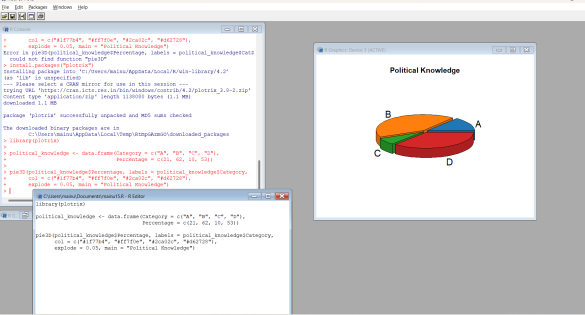 File Edit Packages Windows Help
R Console
+ col = c("#1f77b4", "#ff7f0e", "#2ca02c", "#d62728"),
+ explode = 0.05, main = "Political Knowledge")
Error in pie3D(political_knowledge$Percentage, labels = political_knowledge$Cat$
could not find function "pie3D"
> install.packages("plotrix")
Installing package into 'C:/Users/mainu/AppData/Local/R/win-library/4.2'
(as 'lib' is unspecified)
--- Please select a CRAN mirror for use in this session ---
trying URL 'https://cran.icts.res.in/bin/windows/contrib/4.2/plotrix_3.8-2.zip'
Content type 'application/zip' length 1138000 bytes (1.1 MB)
downloaded 1.1 MB
package 'plotrix' successfully unpacked and MD5 sums checked
The downloaded binary packages are in
C:\Users\mainu\AppData\Local\Temp\
\downloaded_packages
> library(plotrix)
>
> political_knowledge <- data.frame(Category = c("A", "B", "C", "D"),
+ Percentage = c(21, 62, 10, 53))
>
> pie3D(political_knowledge$Percentage, labels = political_knowledge$Category,
+ col = c("#1f77b4", "#ff7f0e", "#2ca02c", "#d62728"),
+ explode = 0.05, main = "Political Knowledge")
>
C:\Users\mainu\Documents\mainu15.R - R Editor
library(plotrix)
political_knowledge <- data.frame(Category = c("A", "B", "C", "D"),
Percentage = c(21, 62, 10, 53))
pie3D(political_knowledge$Percentage, labels = political_knowledge$Category,
col = c("#1f77b4", "#ff7f0e", "#2ca02c", "#d62728"),
explode = 0.05, main = "Political Knowledge")
R Graphics: Device 2 (ACTIVE)
Political Knowledge
B
A
C
D